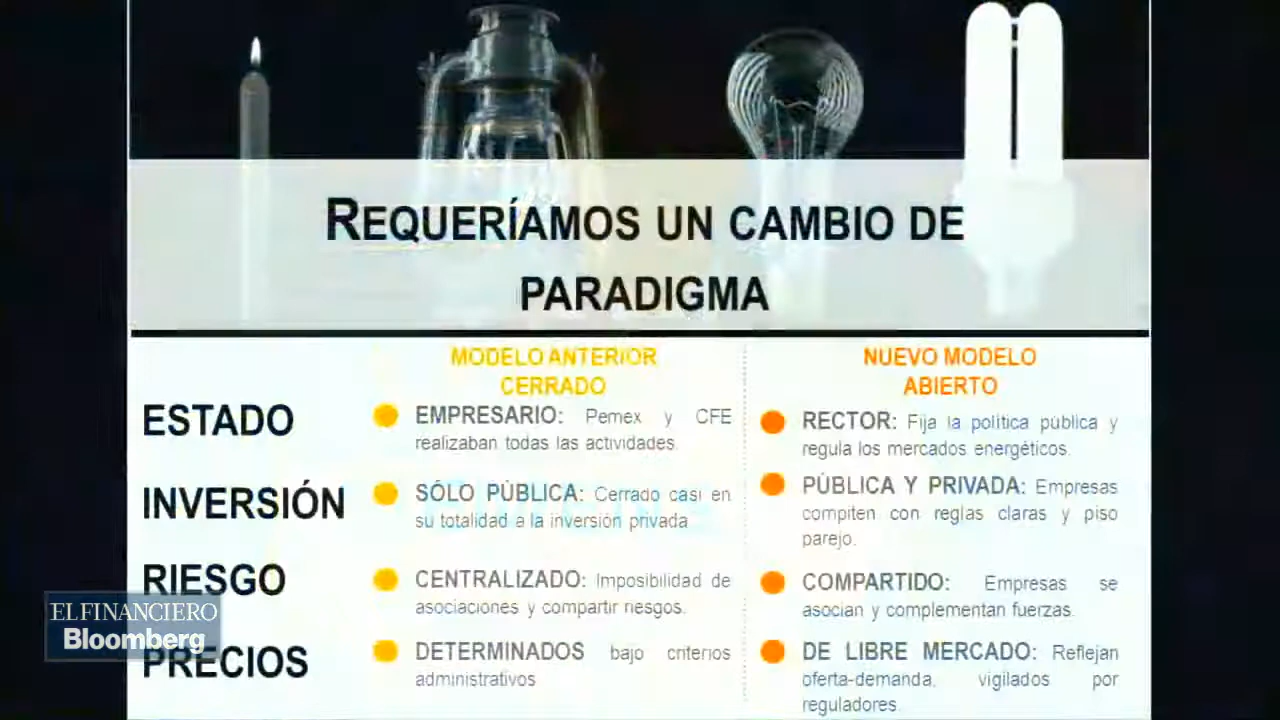 REQUERÍAMOS UN CAMBIO DE
PARADIGMA
MODELO ANTERIOR
CERRADO
NUEVO MODELO
ABIERTO
ESTADO
EMPRESARIO: Pemex y CFE
realizaban todas las actividades.
RECTOR: Fija la política pública y
regula los mercados energéticos.
INVERSIÓN
SÓLO PÚBLICA: Cerrado casi en
su totalidad a la inversión privada
PÚBLICA Y PRIVADA: Empresas
compiten con reglas claras y piso
parejo.
RIESGO
CENTRALIZADO: Imposibilidad de
asociaciones y compartir riesgos.
COMPARTIDO: Empresas se
asocian y complementan fuerzas.
PRECIOS
DETERMINADOS bajo criterios
administrativos
DE LIBRE MERCADO: Reflejan
oferta-demanda, vigilados por
reguladores.
EL FINANCIERO
Bloomberg